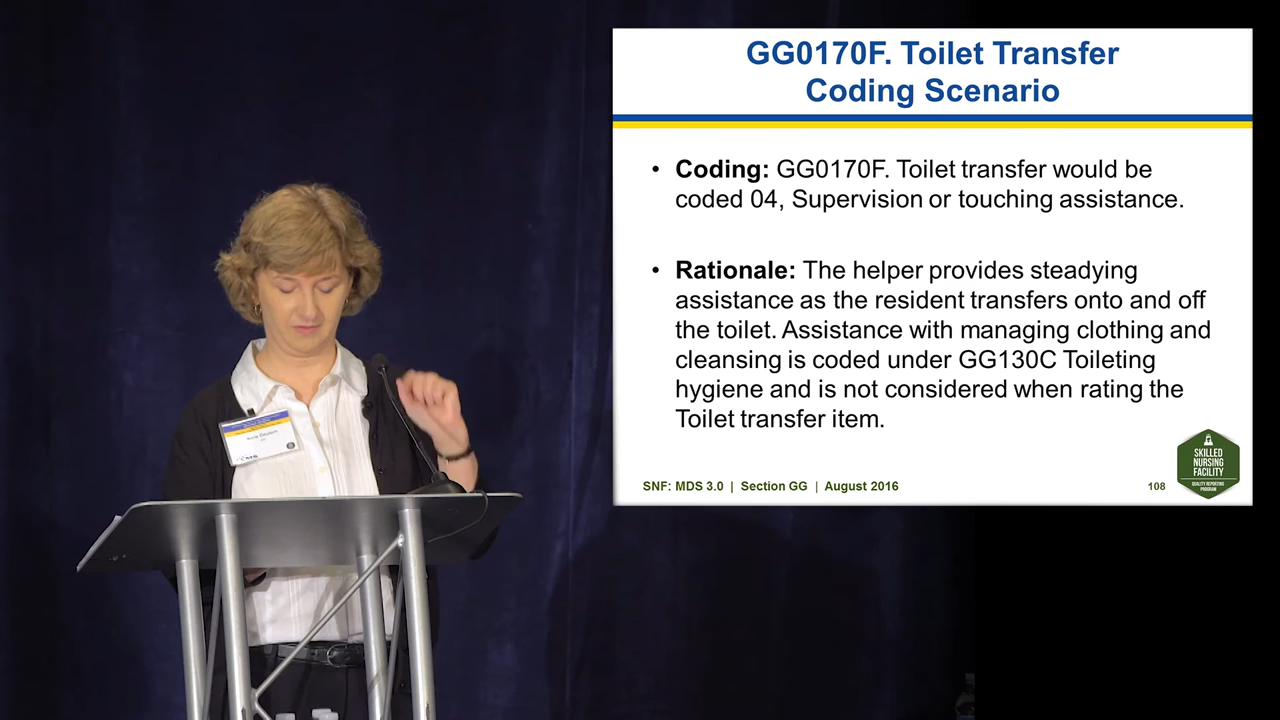 GG0170F. Toilet Transfer
Coding Scenario
• Coding: GG0170F. Toilet transfer would be
coded 04, Supervision or touching assistance.
• Rationale: The helper provides steadying
assistance as the resident transfers onto and off
the toilet. Assistance with managing clothing and
cleansing is coded under GG130C Toileting
hygiene and is not considered when rating the
Toilet transfer item.
SNF: MDS 3.0 | Section GG | August 2016
108
SKILLED
NURSING
FACILITY
QUALITY REPORTING
PROGRAM